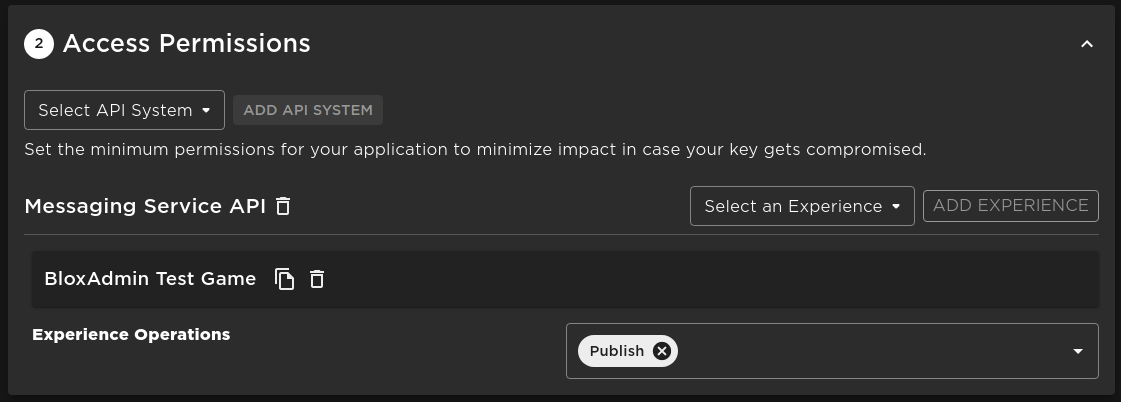 2 Access Permissions
Select API System ADD API SYSTEM
Set the minimum permissions for your application to minimize impact in case your key gets compromised.
Messaging Service API Select an Experience ADD EXPERIENCE
BloxAdmin Test Game
Experience Operations Publish